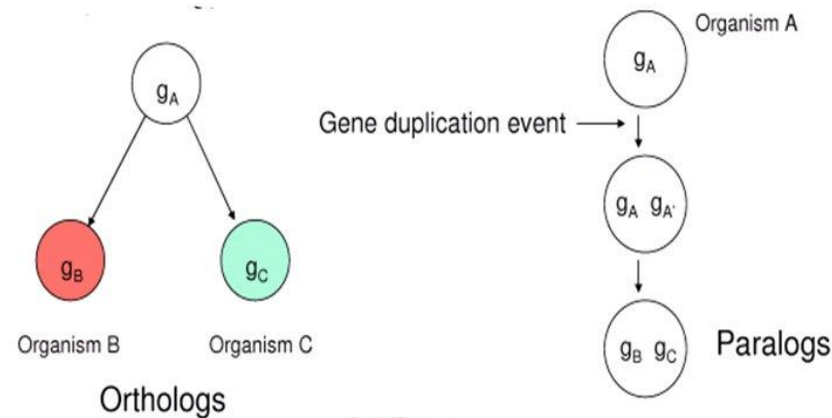 gA
gB
gC
Organism B
Organism C
Orthologs
Organism A
gA
Gene duplication event
gA gA'
gB gC
Paralogs